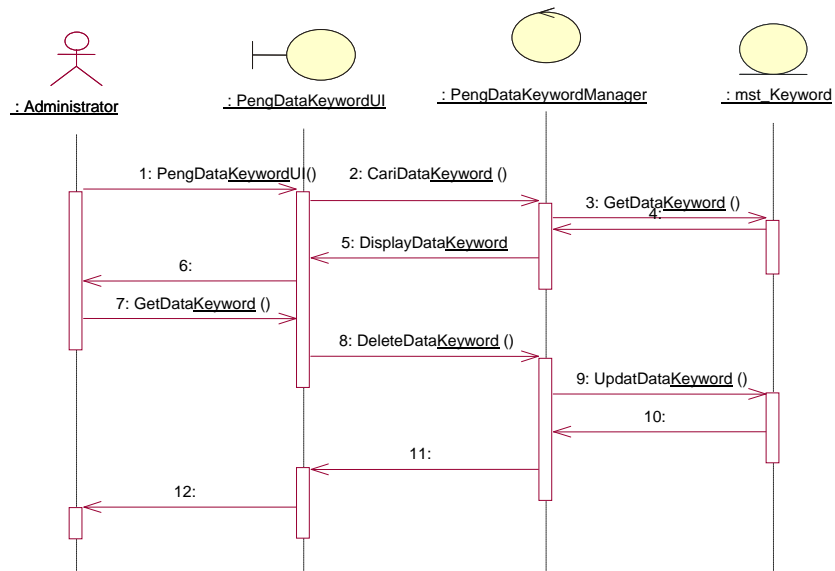 : Administrator
: PengDataKeywordUI
: PengDataKeywordManager
: mst_Keyword
1: PengDataKeywordUI()
2: CariDataKeyword ()
3: GetDataKeyword ()
4:
5: DisplayDataKeyword
6:
7: GetDataKeyword ()
8: DeleteDataKeyword ()
9: UpdatDataKeyword ()
10:
11:
12: